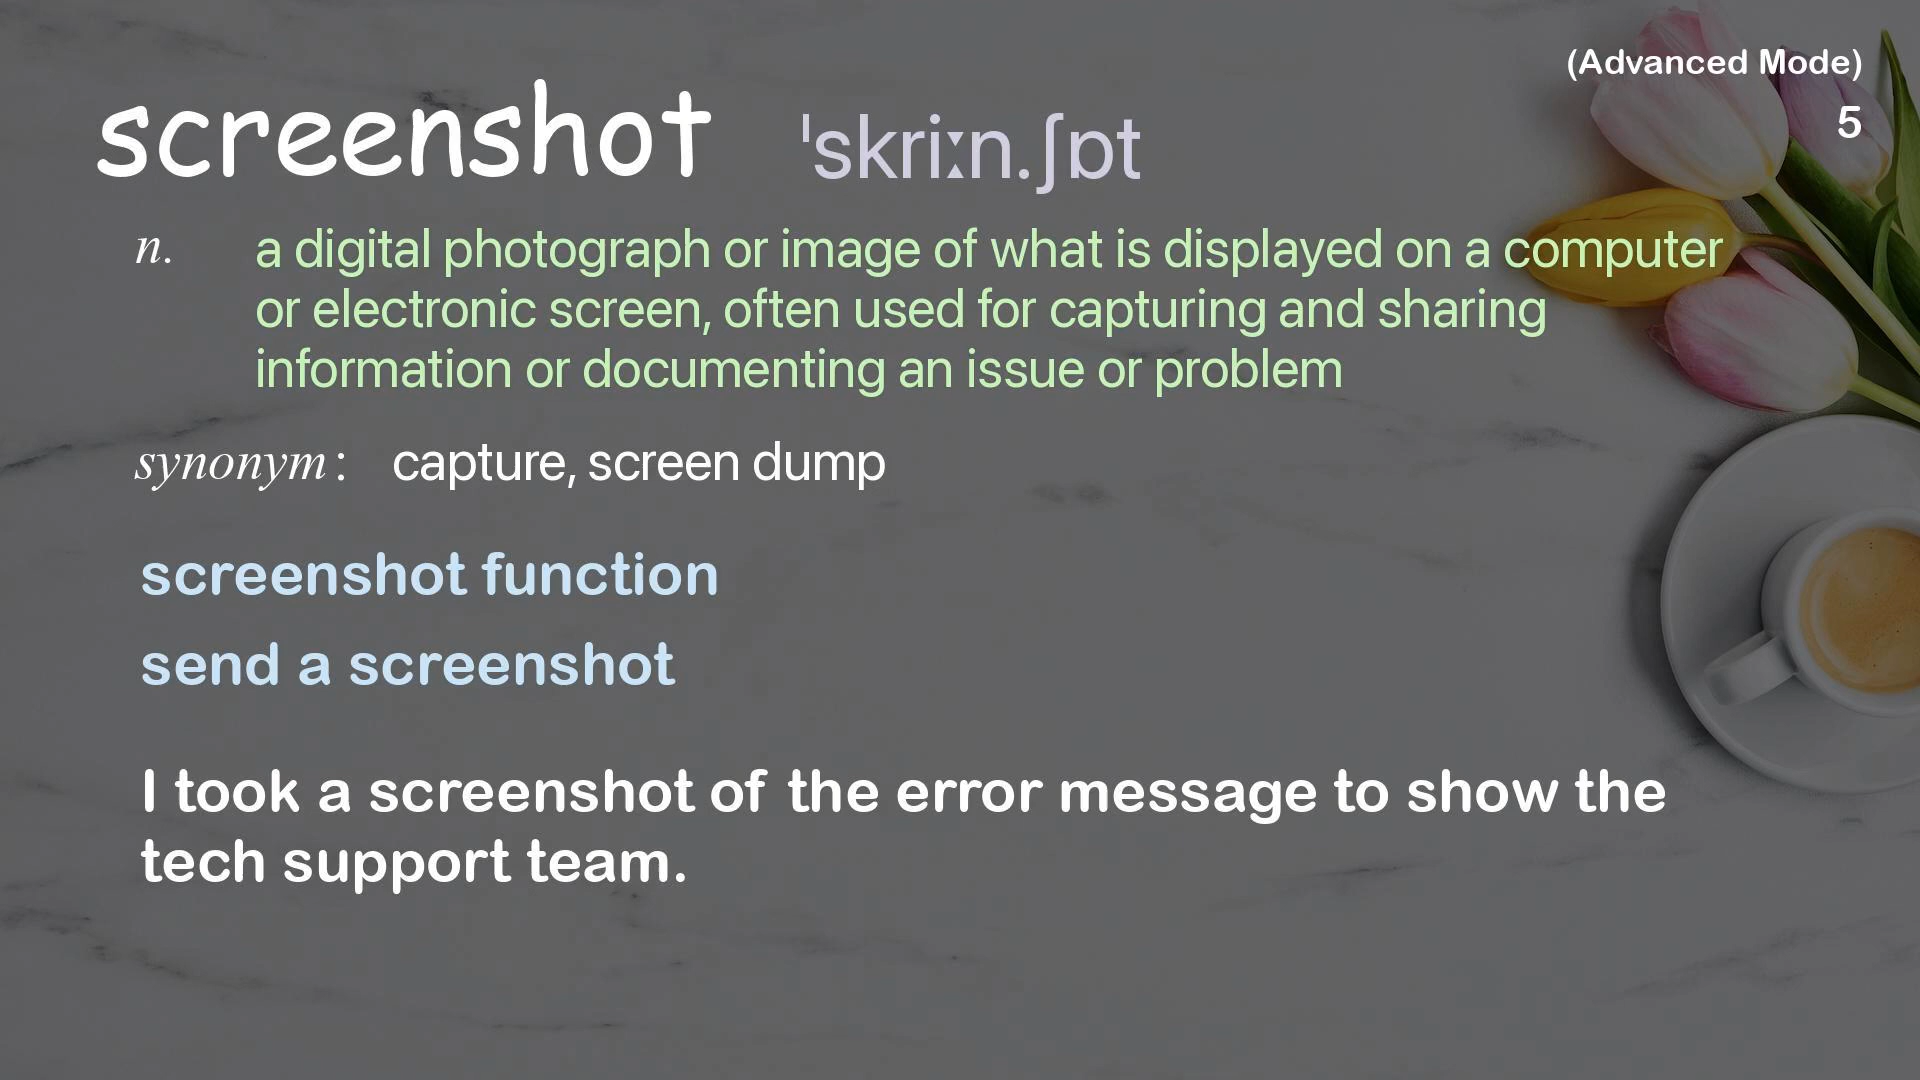 (Advanced Mode)
5
screenshot ˈskriːn.ʃɒt
n. a digital photograph or image of what is displayed on a computer
or electronic screen, often used for capturing and sharing
information or documenting an issue or problem
synonym: capture, screen dump
screenshot function
send a screenshot
I took a screenshot of the error message to show the
tech support team.